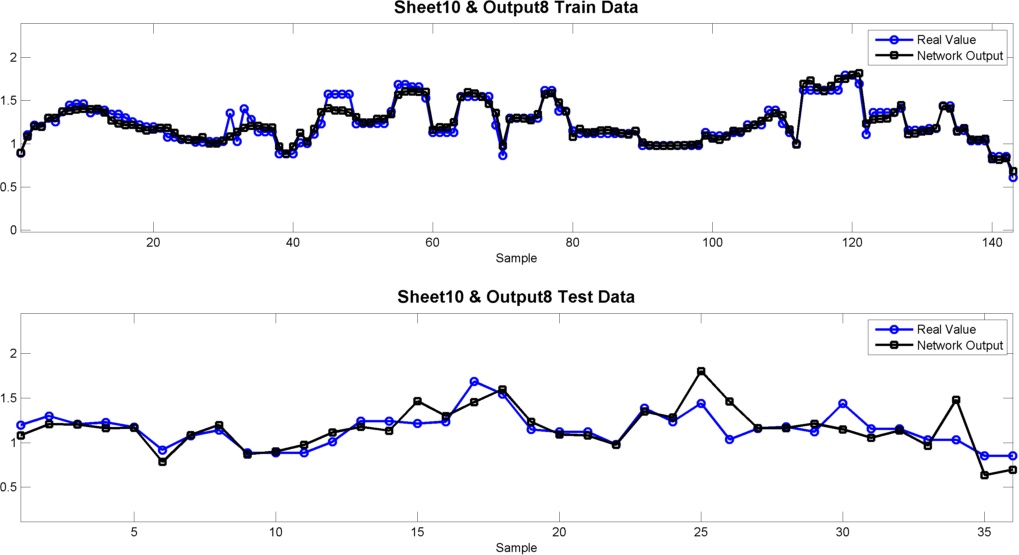 Sheet10 & Output8 Train Data
Real Value
Network Output
2
1.5
1
0.5
0
20 40 60 80 100 120 140
Sample
Sheet10 & Output8 Test Data
Real Value
Network Output
2
1.5
1
0.5
5 10 15 20 25 30 35
Sample